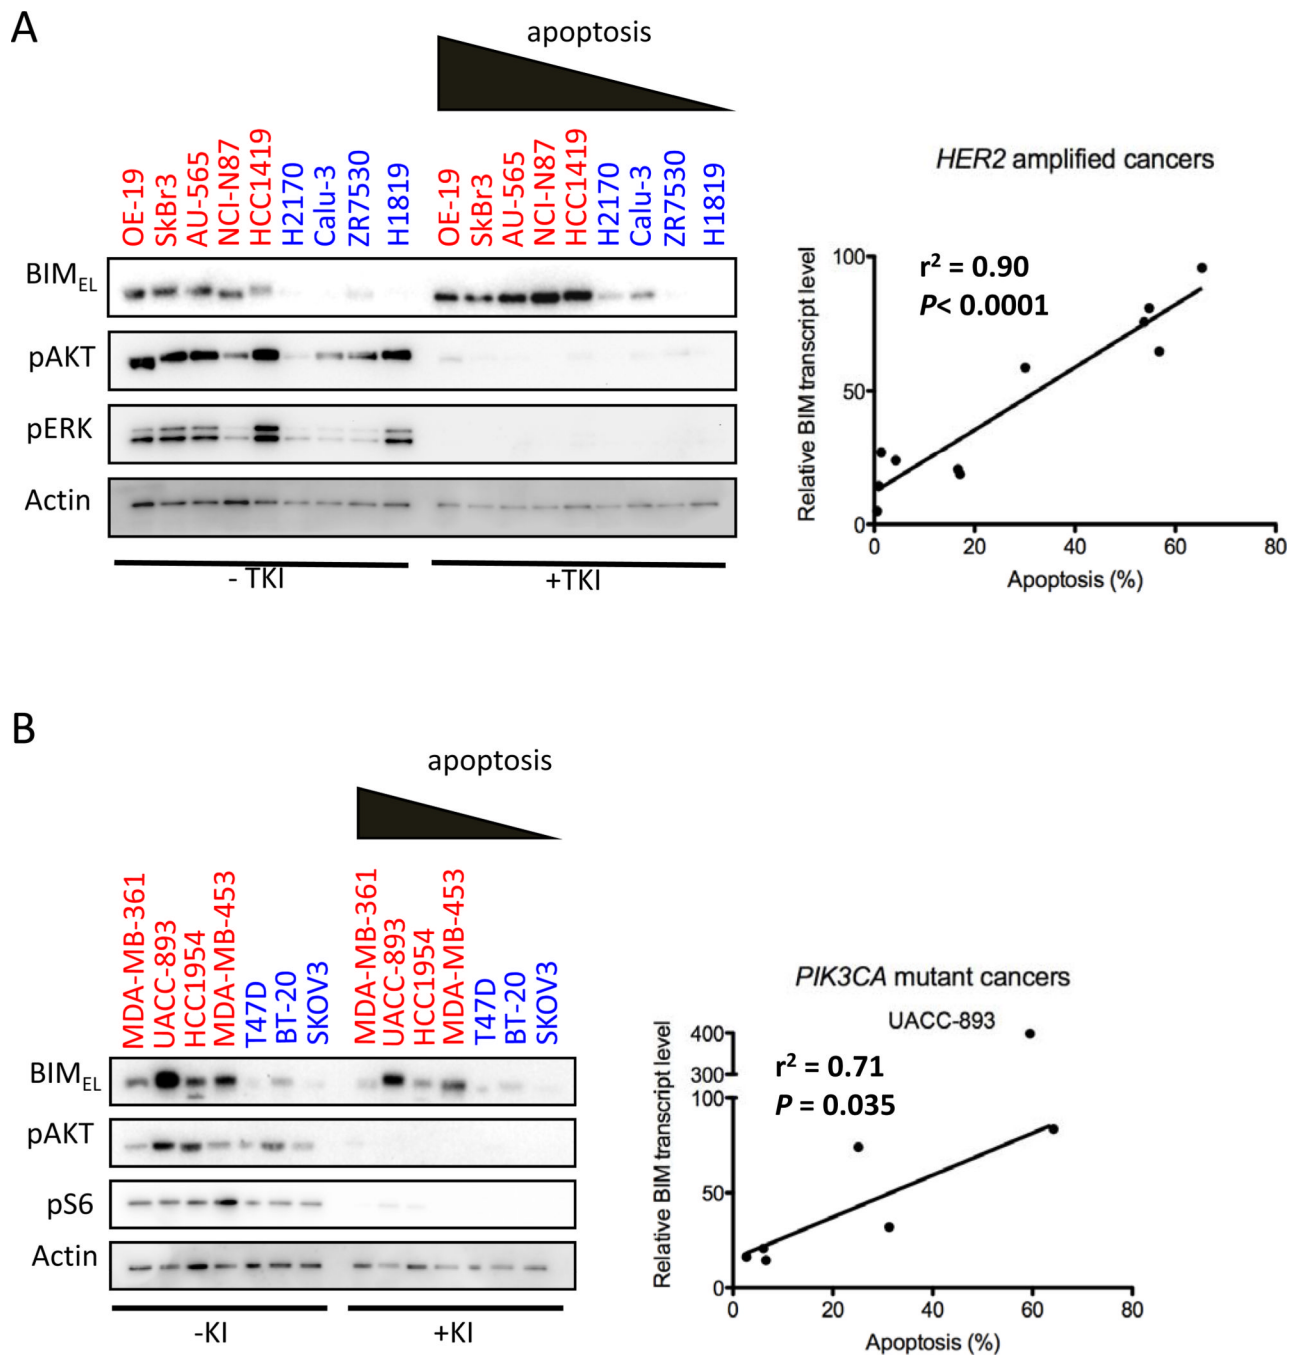 A
apoptosis
OE-19
SkBr3
AU-565
NCI-N87
HCC1419
H2170
Calu-3
ZR7530
H1819
OE-19
SkBr3
AU-565
NCI-N87
HCC1419
H2170
Calu-3
ZR7530
H1819
BIMEL
pAKT
pERK
Actin
- TKI
+TKI
HER2 amplified cancers
r² = 0.90
P< 0.0001
Relative BIM transcript level
100
50
0
0 20 40 60 80
Apoptosis (%)
B
apoptosis
MDA-MB-361
UACC-893
HCC1954
MDA-MB-453
T47D
BT-20
SKOV3
MDA-MB-361
UACC-893
HCC1954
MDA-MB-453
T47D
BT-20
SKOV3
BIMEL
pAKT
pS6
Actin
-KI
+KI
PIK3CA mutant cancers
UACC-893
r² = 0.71
P = 0.035
Relative BIM transcript level
400
300
100
50
0
0 20 40 60 80
Apoptosis (%)